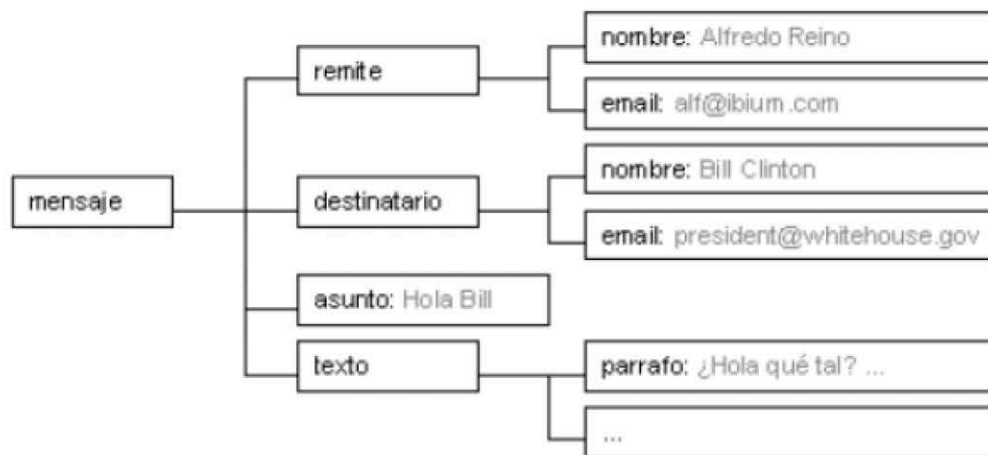 mensaje
remite
nombre: Alfredo Reino
email: alf@ibium.com
destinatario
nombre: Bill Clinton
email: president@whitehouse.gov
asunto: Hola Bill
texto
parrafo: ¿Hola qué tal? ...
...